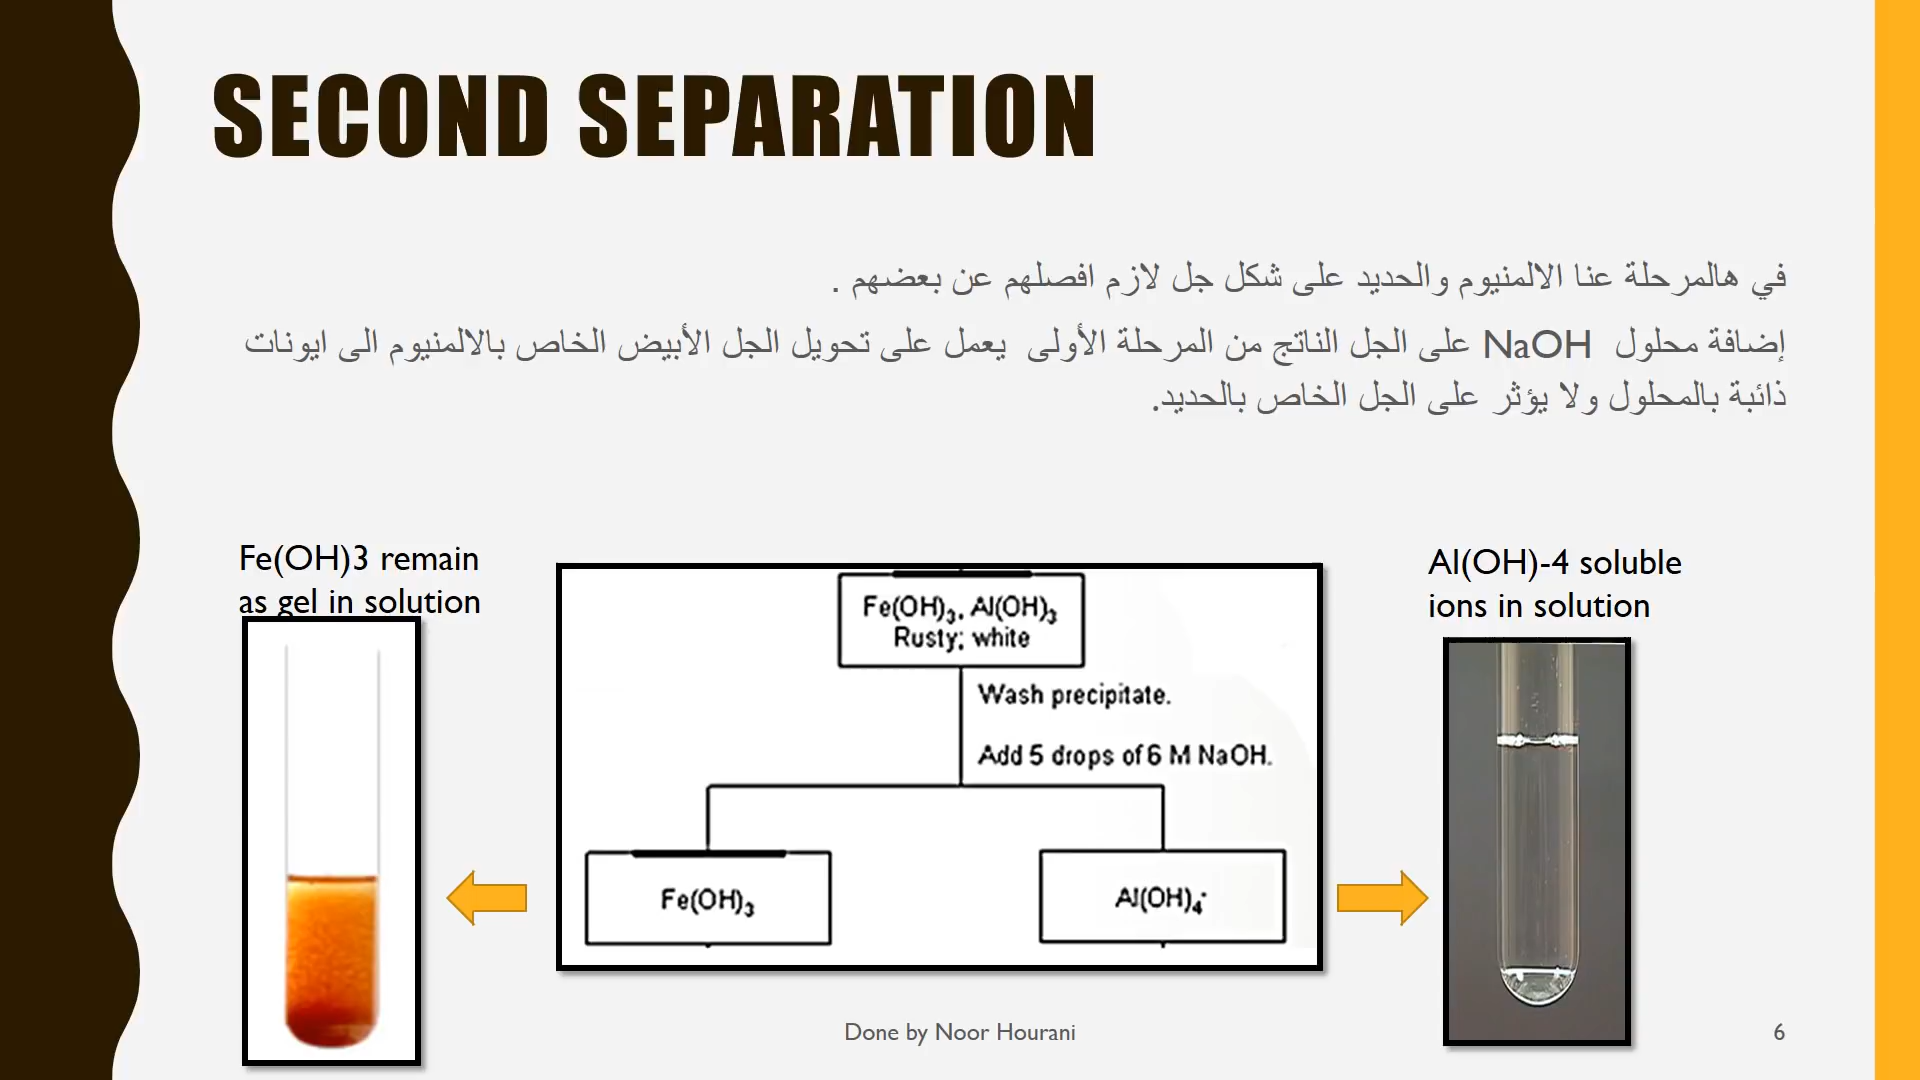 SECOND SEPARATION
في هالمرحلة عنا الالمنيوم والحديد على شكل جل لازم افصلهم عن بعضهم .
إضافة محلول NaOH على الجل الناتج من المرحلة الأولى يعمل على تحويل الجل الأبيض الخاص بالالمنيوم الى ايونات
ذائبة بالمحلول ولا يؤثر على الجل الخاص بالحديد.
Fe(OH)3 remain
as gel in solution
Fe(OH)₃, Al(OH)₃
Rusty; white
Wash precipitate.
Add 5 drops of 6 M NaOH.
Fe(OH)₃
Al(OH)₄⁻
Al(OH)-4 soluble
ions in solution
Done by Noor Hourani
6